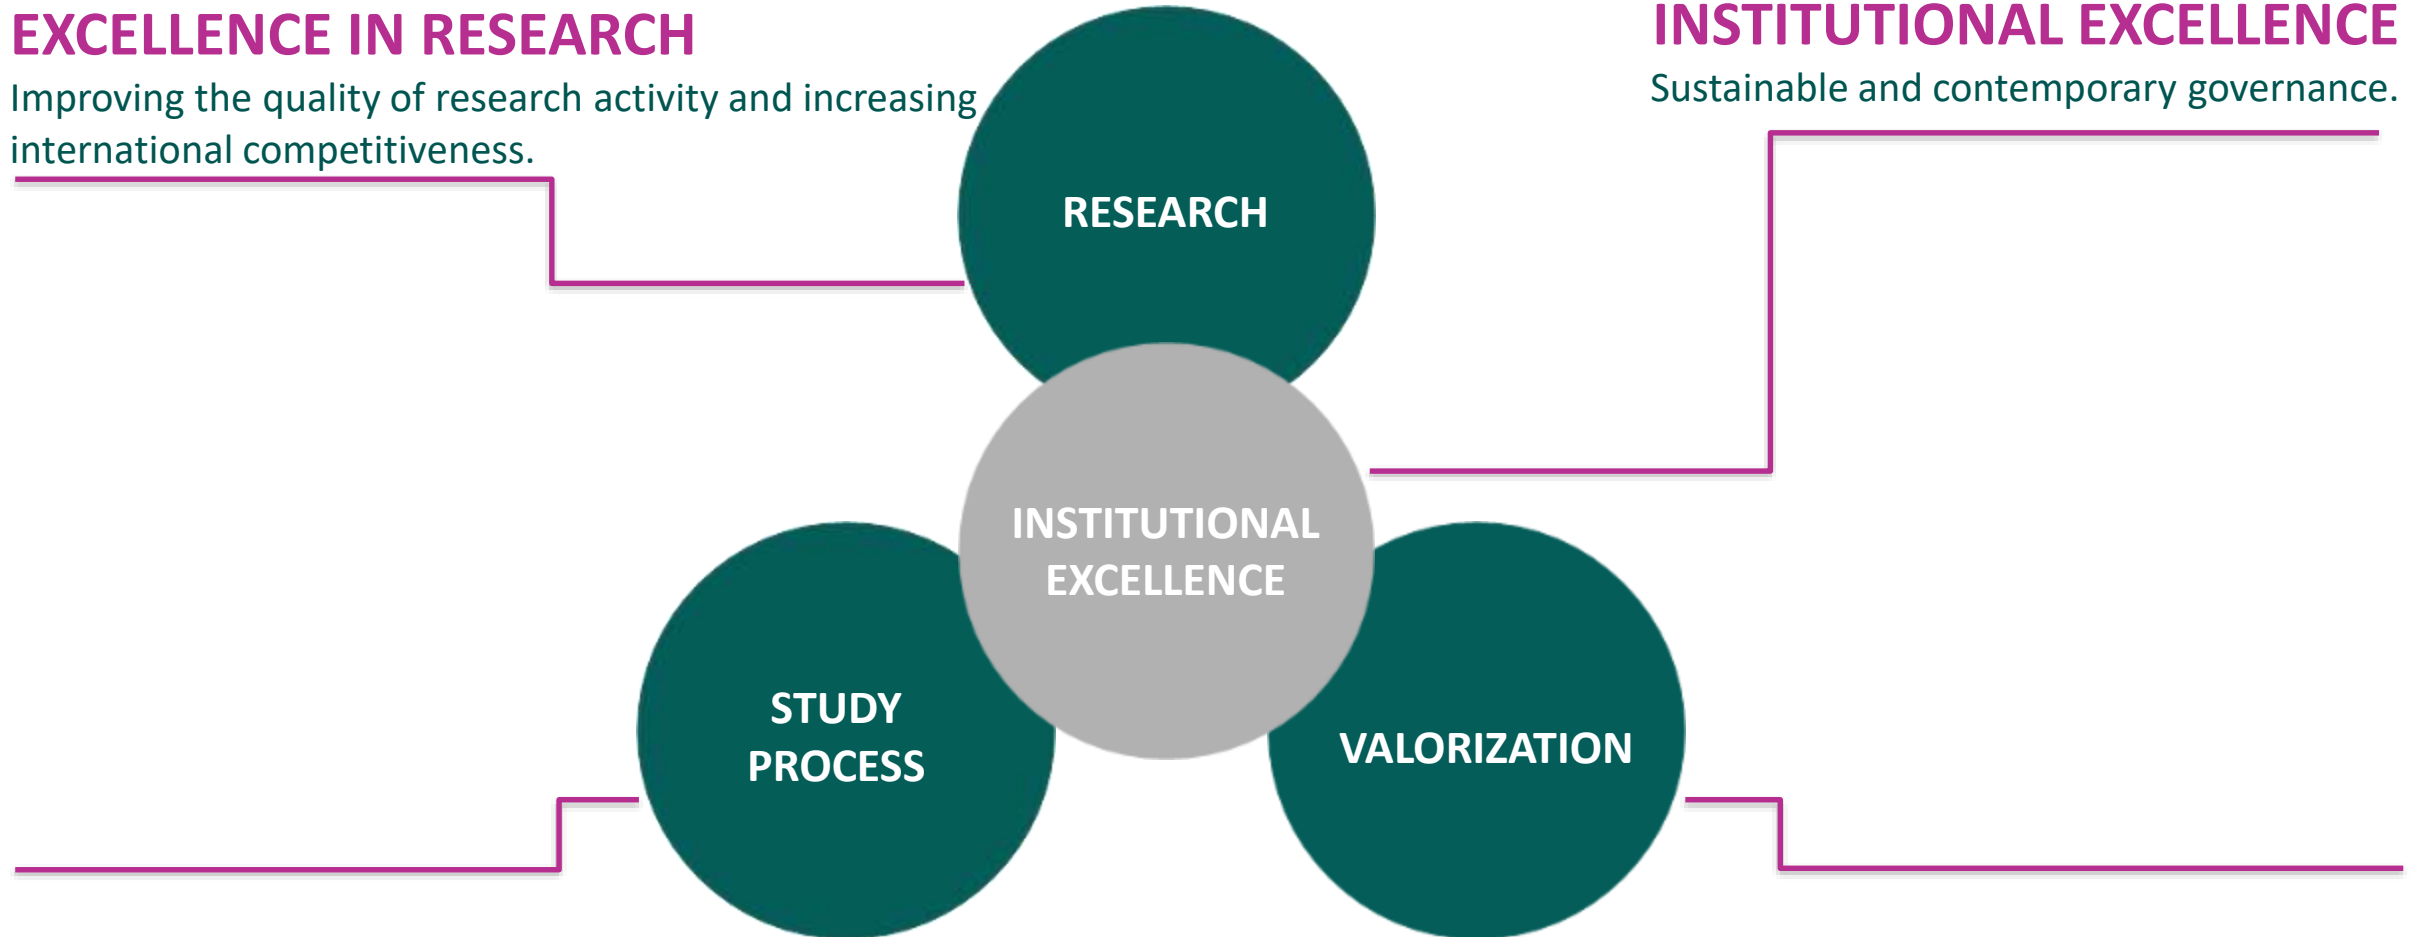 EXCELLENCE IN RESEARCH
Improving the quality of research activity and increasing
international competitiveness.
INSTITUTIONAL EXCELLENCE
Sustainable and contemporary governance.
RESEARCH
INSTITUTIONAL
EXCELLENCE
STUDY
PROCESS
VALORIZATION